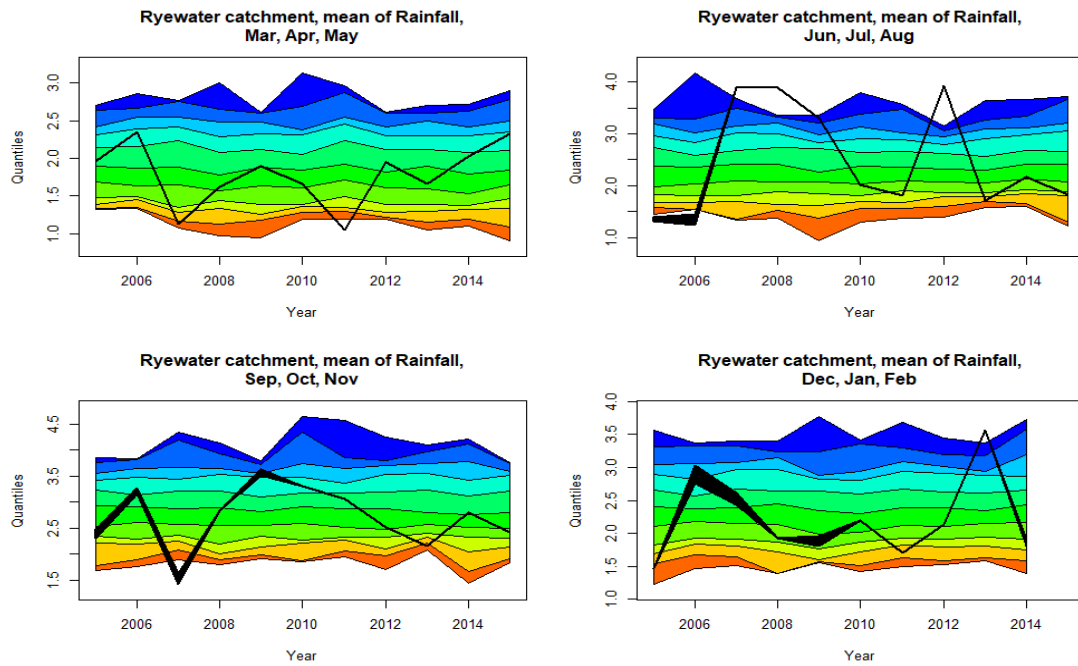 Ryewater catchment, mean of Rainfall,
Mar, Apr, May
Quantiles
3.0
2.5
2.0
1.5
1.0
2006 2008 2010 2012 2014
Year
Ryewater catchment, mean of Rainfall,
Jun, Jul, Aug
Quantiles
4.0
3.0
2.0
1.0
2006 2008 2010 2012 2014
Year
Ryewater catchment, mean of Rainfall,
Sep, Oct, Nov
Quantiles
4.5
3.5
2.5
1.5
2006 2008 2010 2012 2014
Year
Ryewater catchment, mean of Rainfall,
Dec, Jan, Feb
Quantiles
4.0
3.5
3.0
2.5
2.0
1.5
1.0
2006 2008 2010 2012 2014
Year